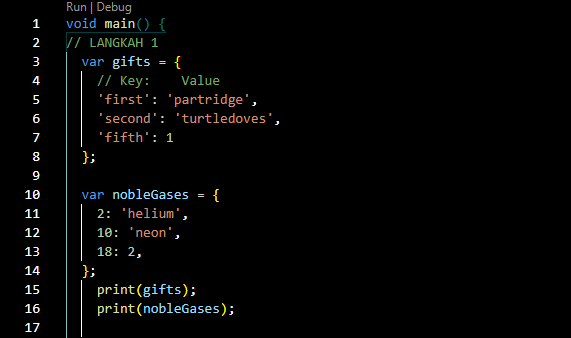 Run | Debug
1 void main() {
2 // LANGKAH 1
3 var gifts = {
4 // Key:    Value
5 'first': 'partridge',
6 'second': 'turtledoves',
7 'fifth': 1
8 };
9
10 var nobleGases = {
11 2: 'helium',
12 10: 'neon',
13 18: 2,
14 };
15 print(gifts);
16 print(nobleGases);
17